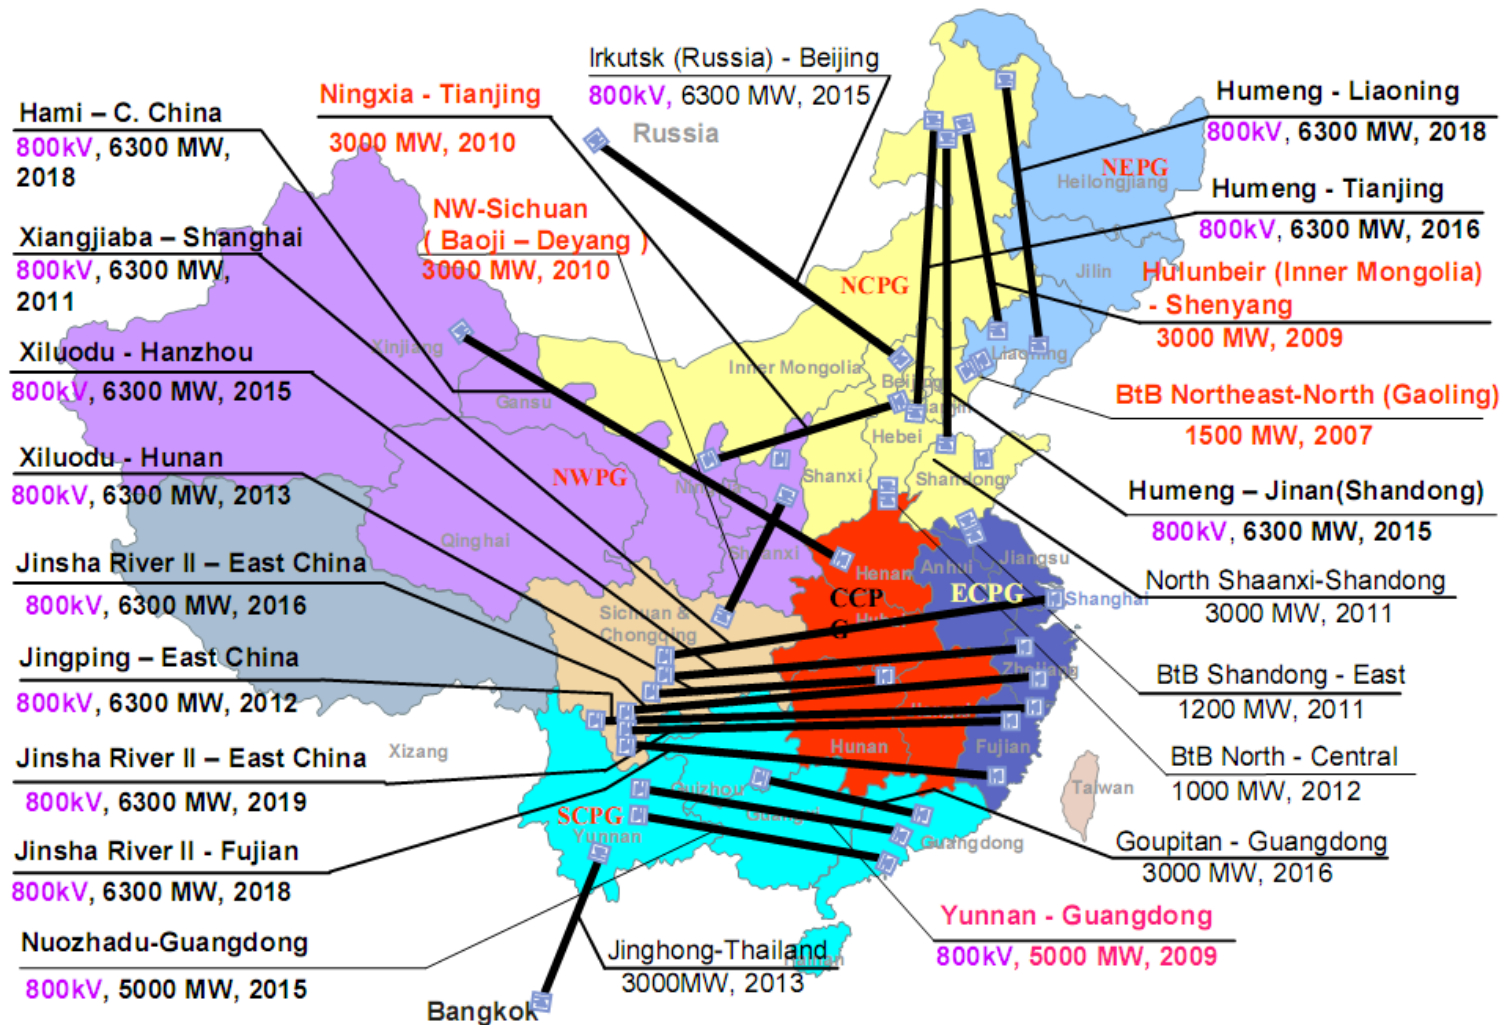 Hami – C. China
800kV, 6300 MW,
2018
Xiangjiaba – Shanghai
800kV, 6300 MW,
2011
Xiluodu - Hanzhou
800kV, 6300 MW, 2015
Xiluodu - Hunan
800kV, 6300 MW, 2013
Jinsha River II – East China
800kV, 6300 MW, 2016
Jingping – East China
800kV, 6300 MW, 2012
Jinsha River II – East China
800kV, 6300 MW, 2019
Jinsha River II - Fujian
800kV, 6300 MW, 2018
Nuozhadu-Guangdong
800kV, 5000 MW, 2015
Ningxia - Tianjing
3000 MW, 2010
NW-Sichuan
( Baoji – Deyang )
3000 MW, 2010
Irkutsk (Russia) - Beijing
800kV, 6300 MW, 2015
Russia
Humeng - Liaoning
800kV, 6300 MW, 2018
Humeng - Tianjing
800kV, 6300 MW, 2016
Hulunbeir (Inner Mongolia)
- Shenyang
3000 MW, 2009
BtB Northeast-North (Gaoling)
1500 MW, 2007
Humeng – Jinan(Shandong)
800kV, 6300 MW, 2015
North Shaanxi-Shandong
3000 MW, 2011
BtB Shandong - East
1200 MW, 2011
BtB North - Central
1000 MW, 2012
Goupitan - Guangdong
3000 MW, 2016
Yunnan - Guangdong
800kV, 5000 MW, 2009
Jinghong-Thailand
3000MW, 2013
Bangkok
NEPG
Heilongjiang
Jilin
Liaoning
NCPG
Inner Mongolia
Beijing
Hebei
Shanxi
Shandong
Xinjiang
Gansu
NWPG
Qinghai
Henan
CCP
G
Anhui
Jiangsu
ECPG
Shanghai
Sichuan &
Chongqing
Zhejiang
Hunan
Fujian
Xizang
Taiwan
Quizhou
SCPG
Yunnan
Guangxi
Guangdong